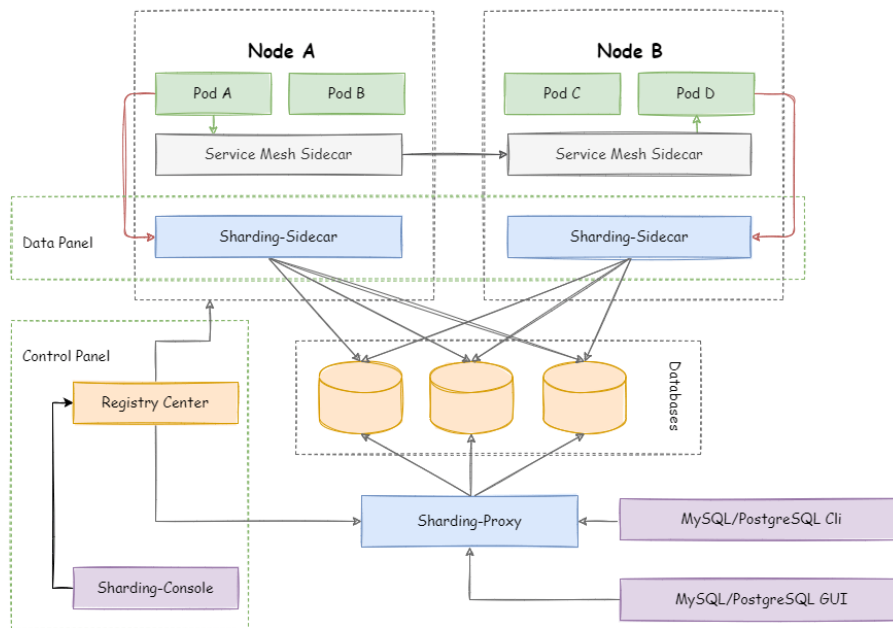 Node A
Node B
Pod A
Pod B
Pod C
Pod D
Service Mesh Sidecar
Service Mesh Sidecar
Data Panel
Sharding-Sidecar
Sharding-Sidecar
Control Panel
Registry Center
Databases
Sharding-Proxy
MySQL/PostgreSQL Cli
Sharding-Console
MySQL/PostgreSQL GUI